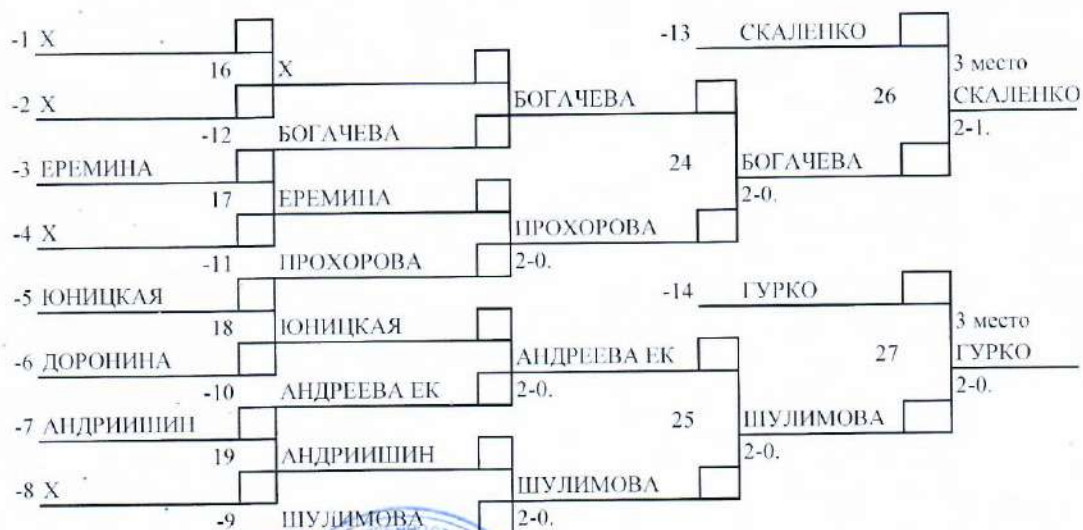 -1 X
-13 СКАЛЕНКО
16 X
3 место
-2 X
БОГАЧЕВА
26 СКАЛЕНКО
-12 БОГАЧЕВА
2-1.
-3 ЕРЕМИНА
24 БОГАЧЕВА
17 ЕРЕМИНА
2-0.
-4 X
ПРОХОРОВА
-11 ПРОХОРОВА
2-0.
-5 ЮНИЦКАЯ
-14 ГУРКО
18 ЮНИЦКАЯ
3 место
-6 ДОРОНИНА
АНДРЕЕВА ЕК
27 ГУРКО
-10 АНДРЕЕВА ЕК
2-0.
2-0.
-7 АНДРИИШИН
25 ШУЛИМОВА
19 АНДРИИШИН
2-0.
-8 X
ШУЛИМОВА
-9 ШУЛИМОВА
2-0.